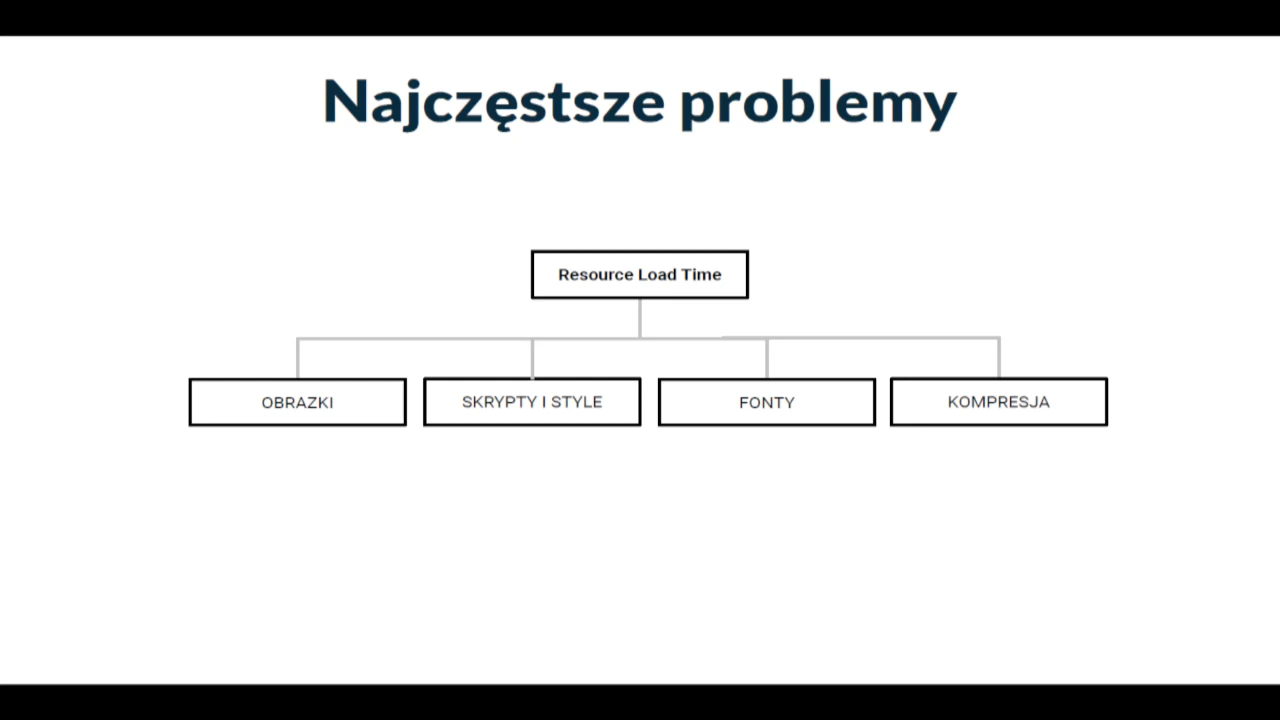 Najczęstsze problemy
Resource Load Time
OBRAZKI
SKRYPTY I STYLE
FONTY
KOMPRESJA